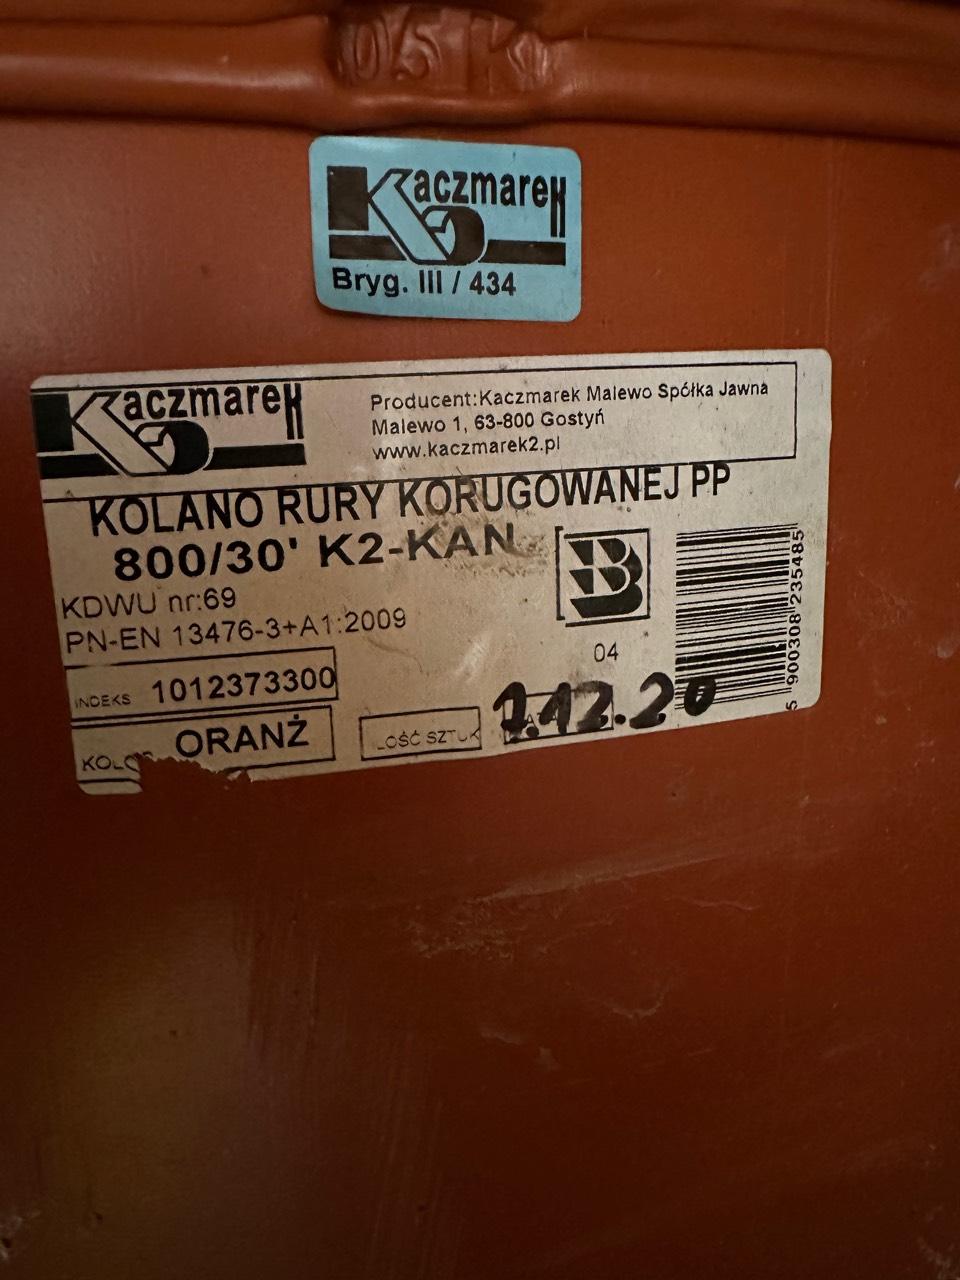 Kaczmarek
Bryg. III / 434
Kaczmarek
Producent:Kaczmarek Malewo Spółka Jawna
Malewo 1, 63-800 Gostyń
www.kaczmarek2.pl
KOLANO RURY KORUGOWANEJ PP
800/30' K2-KAN
KDWU nr:69
PN-EN 13476-3+A1:2009
B
04
INDEKS 1012373300
ORANŻ
SZTUK
12.20
5 900308 235485